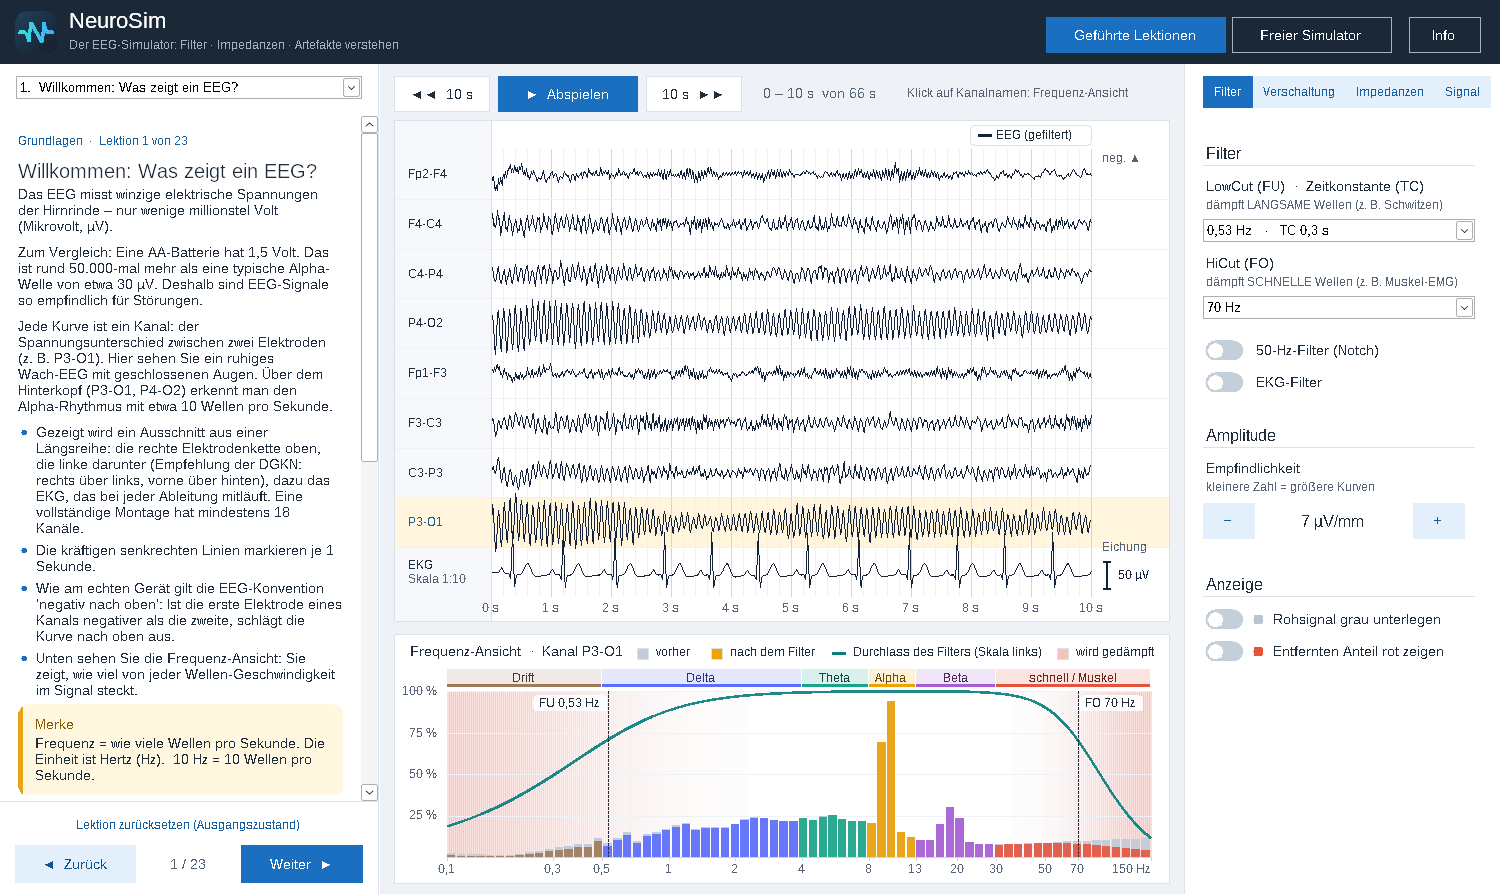 NeuroSim
Der EEG-Simulator: Filter · Impedanzen · Artefakte verstehen
Geführte Lektionen
Freier Simulator
Info
1. Willkommen: Was zeigt ein EEG?
Grundlagen · Lektion 1 von 23
Willkommen: Was zeigt ein EEG?
Das EEG misst winzige elektrische Spannungen
der Hirnrinde – nur wenige millionstel Volt
(Mikrovolt, µV).
Zum Vergleich: Eine AA-Batterie hat 1,5 Volt. Das
ist rund 50.000-mal mehr als eine typische Alpha-
Welle von etwa 30 µV. Deshalb sind EEG-Signale
so empfindlich für Störungen.
Jede Kurve ist ein Kanal: der
Spannungsunterschied zwischen zwei Elektroden
(z. B. P3-O1). Hier sehen Sie ein ruhiges
Wach-EEG mit geschlossenen Augen. Über dem
Hinterkopf (P3-O1, P4-O2) erkennt man den
Alpha-Rhythmus mit etwa 10 Wellen pro Sekunde.
• Gezeigt wird ein Ausschnitt aus einer
Längsreihe: die rechte Elektrodenkette oben,
die linke darunter (Empfehlung der DGKN:
rechts über links, vorne über hinten), dazu das
EKG, das bei jeder Ableitung mitläuft. Eine
vollständige Montage hat mindestens 18
Kanäle.
• Die kräftigen senkrechten Linien markieren je 1
Sekunde.
• Wie am echten Gerät gilt die EEG-Konvention
'negativ nach oben': Ist die erste Elektrode eines
Kanals negativer als die zweite, schlägt die
Kurve nach oben aus.
• Unten sehen Sie die Frequenz-Ansicht: Sie
zeigt, wie viel von jeder Wellen-Geschwindigkeit
im Signal steckt.
Merke
Frequenz = wie viele Wellen pro Sekunde. Die
Einheit ist Hertz (Hz). 10 Hz = 10 Wellen pro
Sekunde.
Lektion zurücksetzen (Ausgangszustand)
◄ Zurück
1 / 23
Weiter ►
◄◄ 10 s
► Abspielen
10 s ►►
0 – 10 s von 66 s
Klick auf Kanalnamen: Frequenz-Ansicht
EEG (gefiltert)
neg. ▲
Fp2-F4
F4-C4
C4-P4
P4-O2
Fp1-F3
F3-C3
C3-P3
P3-O1
EKG
Skala 1:10
Eichung
50 µV
0 s 1 s 2 s 3 s 4 s 5 s 6 s 7 s 8 s 9 s 10 s
Frequenz-Ansicht · Kanal P3-O1
vorher
nach dem Filter
Durchlass des Filters (Skala links)
wird gedämpft
Drift Delta Theta Alpha Beta schnell / Muskel
FU 0,53 Hz
FO 70 Hz
100 %
75 %
50 %
25 %
0,1 0,3 0,5 1 2 4 8 13 20 30 50 70 150 Hz
Filter
Verschaltung
Impedanzen
Signal
Filter
LowCut (FU) · Zeitkonstante (TC)
dämpft LANGSAME Wellen (z. B. Schwitzen)
0,53 Hz · TC 0,3 s
HiCut (FO)
dämpft SCHNELLE Wellen (z. B. Muskel-EMG)
70 Hz
50-Hz-Filter (Notch)
EKG-Filter
Amplitude
Empfindlichkeit
kleinere Zahl = größere Kurven
− 7 µV/mm +
Anzeige
Rohsignal grau unterlegen
Entfernten Anteil rot zeigen